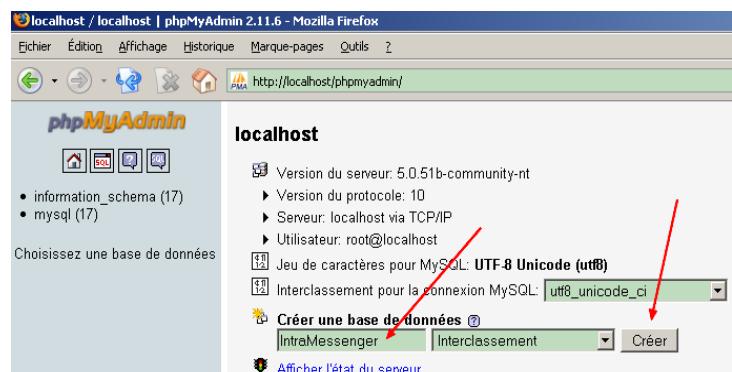 localhost / localhost | phpMyAdmin 2.11.6 - Mozilla Firefox
Fichier Édition Affichage Historique Marque-pages Outils ?
PMA http://localhost/phpmyadmin/
phpMyAdmin
SQL ? SQL
information_schema (17)
mysql (17)
Choisissez une base de données
localhost
Version du serveur: 5.0.51b-community-nt
Version du protocole: 10
Serveur: localhost via TCP/IP
Utilisateur: root@localhost
Jeu de caractères pour MySQL: UTF-8 Unicode (utf8)
Interclassement pour la connexion MySQL: utf8_unicode_ci
Créer une base de données ?
IntraMessenger Interclassement Créer
Afficher l'état du serveur